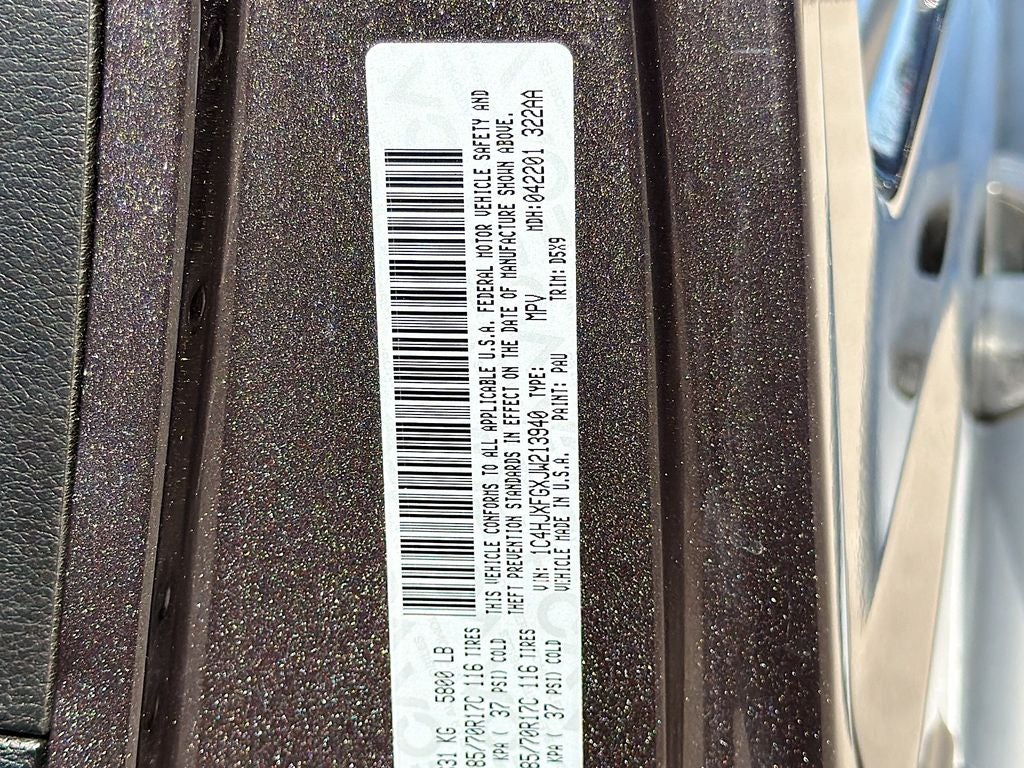 THIS VEHICLE CONFORMS TO ALL APPLICABLE U.S.A. FEDERAL MOTOR VEHICLE SAFETY AND
THEFT PREVENTION STANDARDS IN EFFECT ON THE DATE OF MANUFACTURE SHOWN ABOVE.
VIN: 1C4HJXFGXJW213940 TYPE: MPV MDH:042201 322AA
VEHICLE MADE IN U.S.A. PAINT: PAU TRIM: D5X9
31 KG 5800 LB
85/70R17C 116 TIRES
KPA ( 37 PSI) COLD
85/70R17C 116 TIRES
KPA ( 37 PSI) COLD